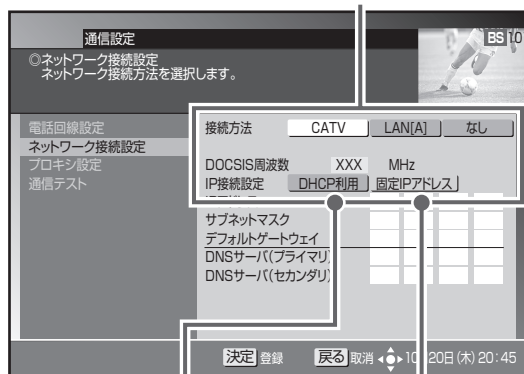 通信設定
BS 10
◎ネットワーク接続設定
ネットワーク接続方法を選択します。
電話回線設定
ネットワーク接続設定
プロキシ設定
通信テスト
接続方法 CATV LAN[A] なし
DOCSIS周波数 XXX MHz
IP接続設定 DHCP利用 固定IPアドレス
サブネットマスク
デフォルトゲートウェイ
DNSサーバ(プライマリ)
DNSサーバ(セカンダリ)
決定 登録 戻る 取消 10 20日(木) 20:45